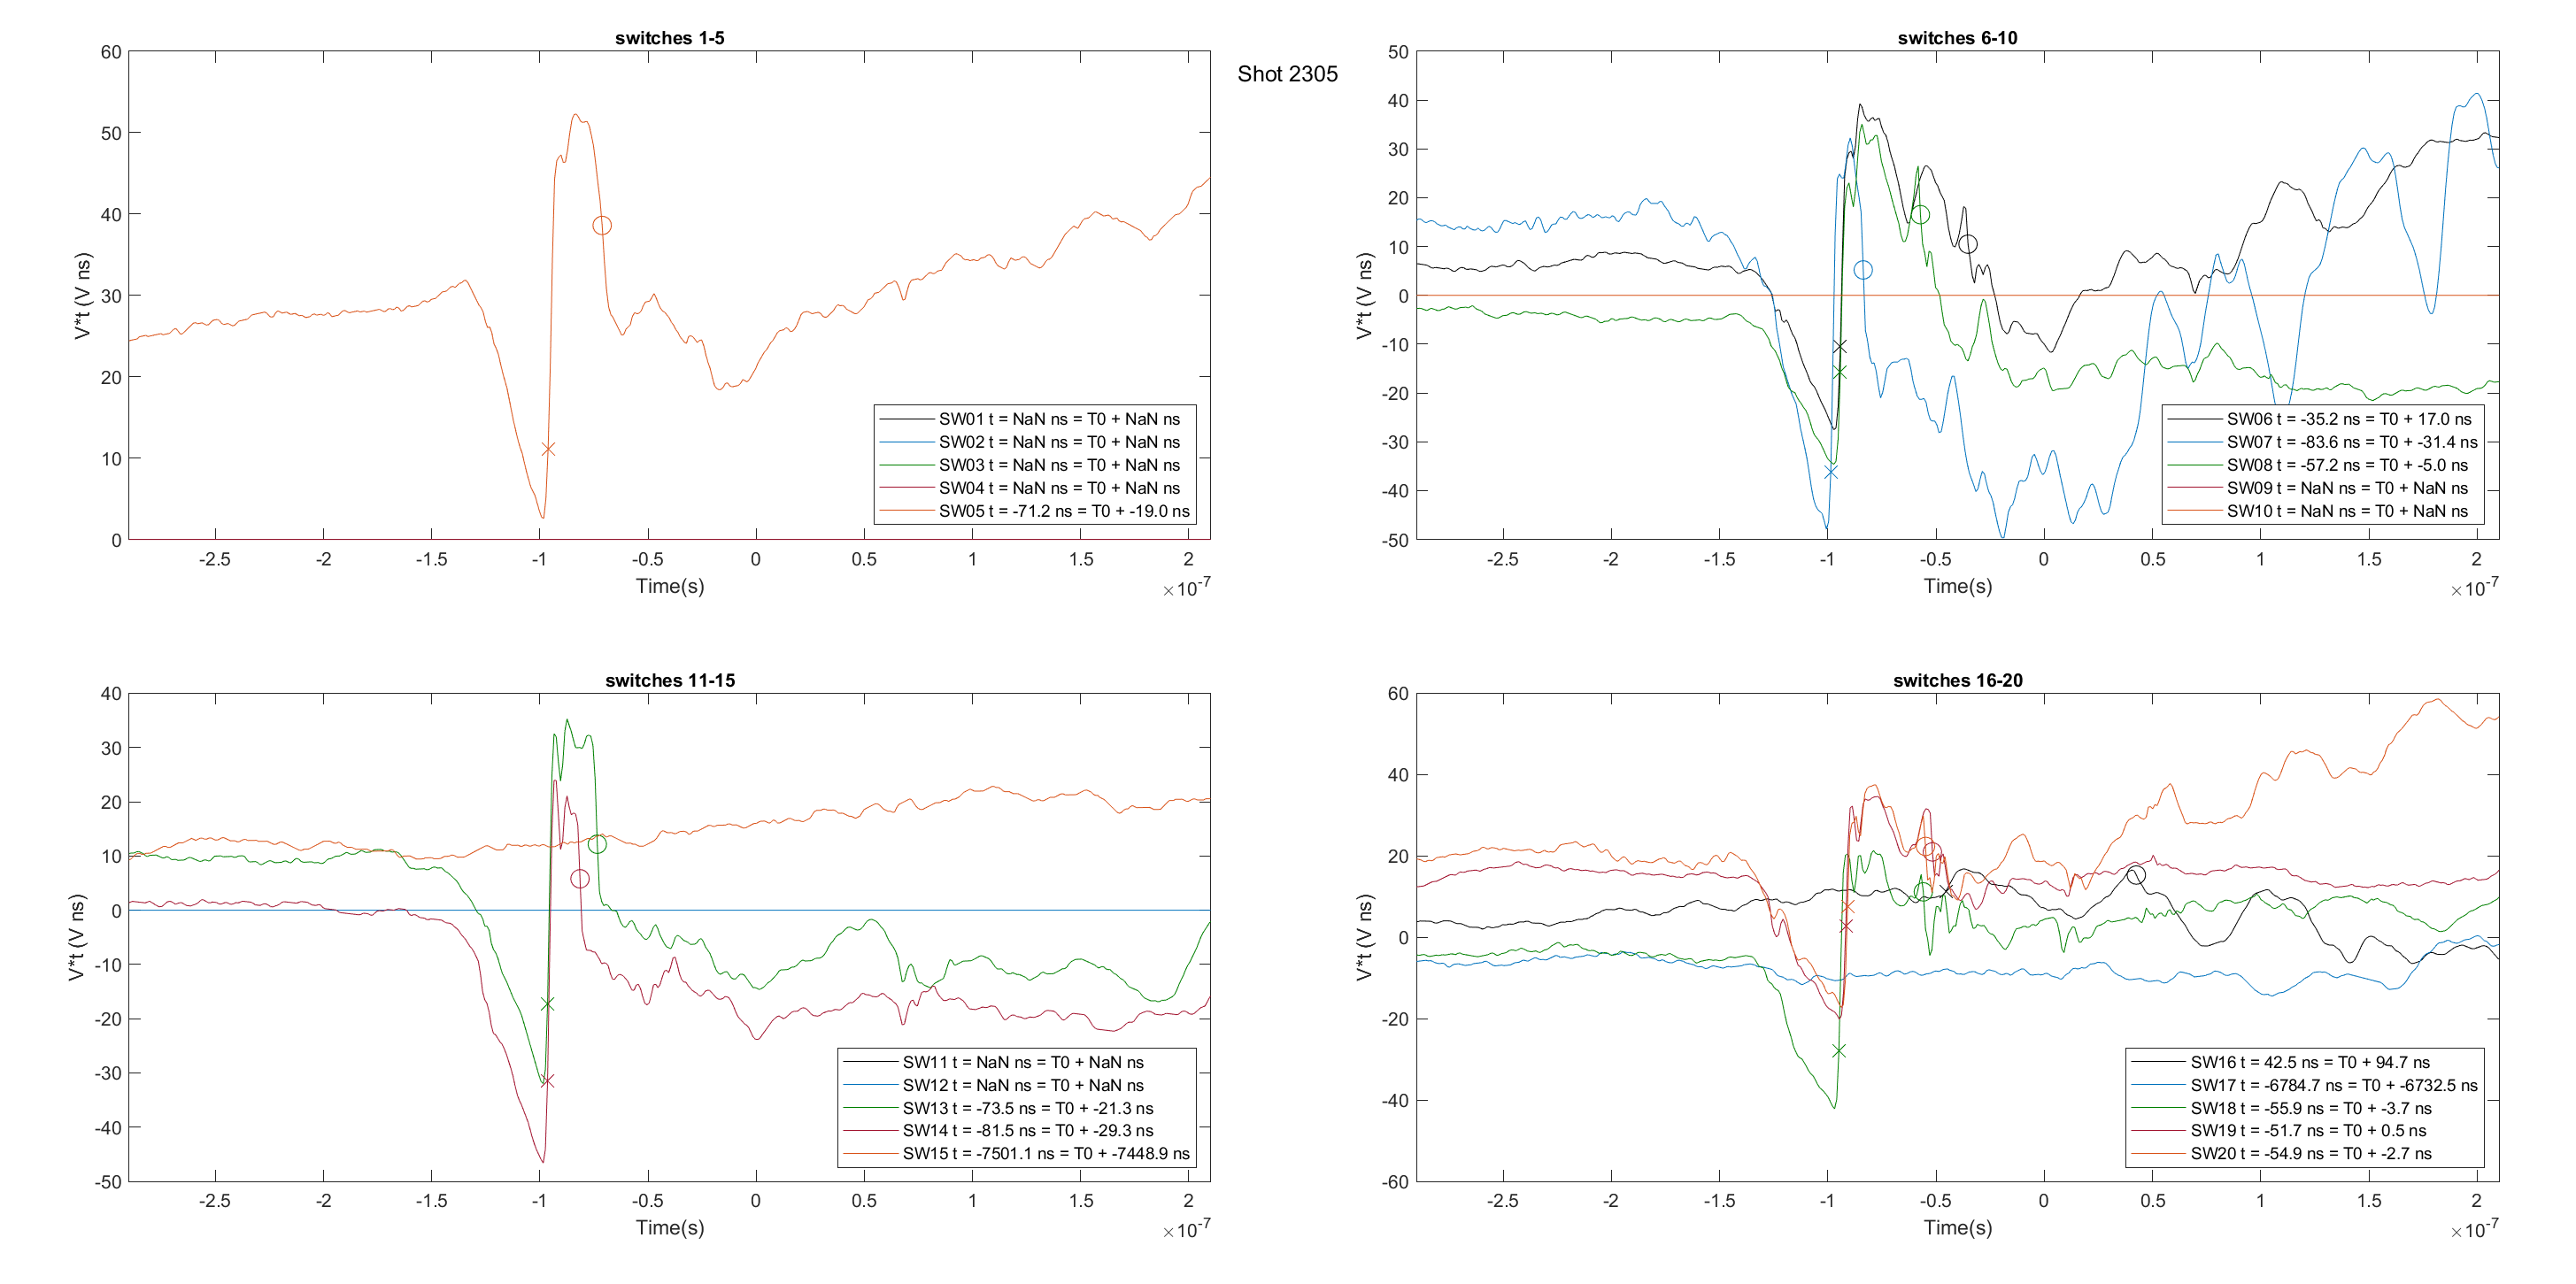 Shot 2305
switches 1-5
60
50
40
30
20
10
0
V*t (V ns)
-2.5 -2 -1.5 -1 -0.5 0 0.5 1 1.5 2
Time(s)
×10-7
SW01 t = NaN ns = T0 + NaN ns
SW02 t = NaN ns = T0 + NaN ns
SW03 t = NaN ns = T0 + NaN ns
SW04 t = NaN ns = T0 + NaN ns
SW05 t = -71.2 ns = T0 + -19.0 ns
switches 6-10
50
40
30
20
10
0
-10
-20
-30
-40
-50
V*t (V ns)
-2.5 -2 -1.5 -1 -0.5 0 0.5 1 1.5 2
Time(s)
×10-7
SW06 t = -35.2 ns = T0 + 17.0 ns
SW07 t = -83.6 ns = T0 + -31.4 ns
SW08 t = -57.2 ns = T0 + -5.0 ns
SW09 t = NaN ns = T0 + NaN ns
SW10 t = NaN ns = T0 + NaN ns
switches 11-15
40
30
20
10
0
-10
-20
-30
-40
-50
V*t (V ns)
-2.5 -2 -1.5 -1 -0.5 0 0.5 1 1.5 2
Time(s)
×10-7
SW11 t = NaN ns = T0 + NaN ns
SW12 t = NaN ns = T0 + NaN ns
SW13 t = -73.5 ns = T0 + -21.3 ns
SW14 t = -81.5 ns = T0 + -29.3 ns
SW15 t = -7501.1 ns = T0 + -7448.9 ns
switches 16-20
60
40
20
0
-20
-40
-60
V*t (V ns)
-2.5 -2 -1.5 -1 -0.5 0 0.5 1 1.5 2
Time(s)
×10-7
SW16 t = 42.5 ns = T0 + 94.7 ns
SW17 t = -6784.7 ns = T0 + -6732.5 ns
SW18 t = -55.9 ns = T0 + -3.7 ns
SW19 t = -51.7 ns = T0 + 0.5 ns
SW20 t = -54.9 ns = T0 + -2.7 ns